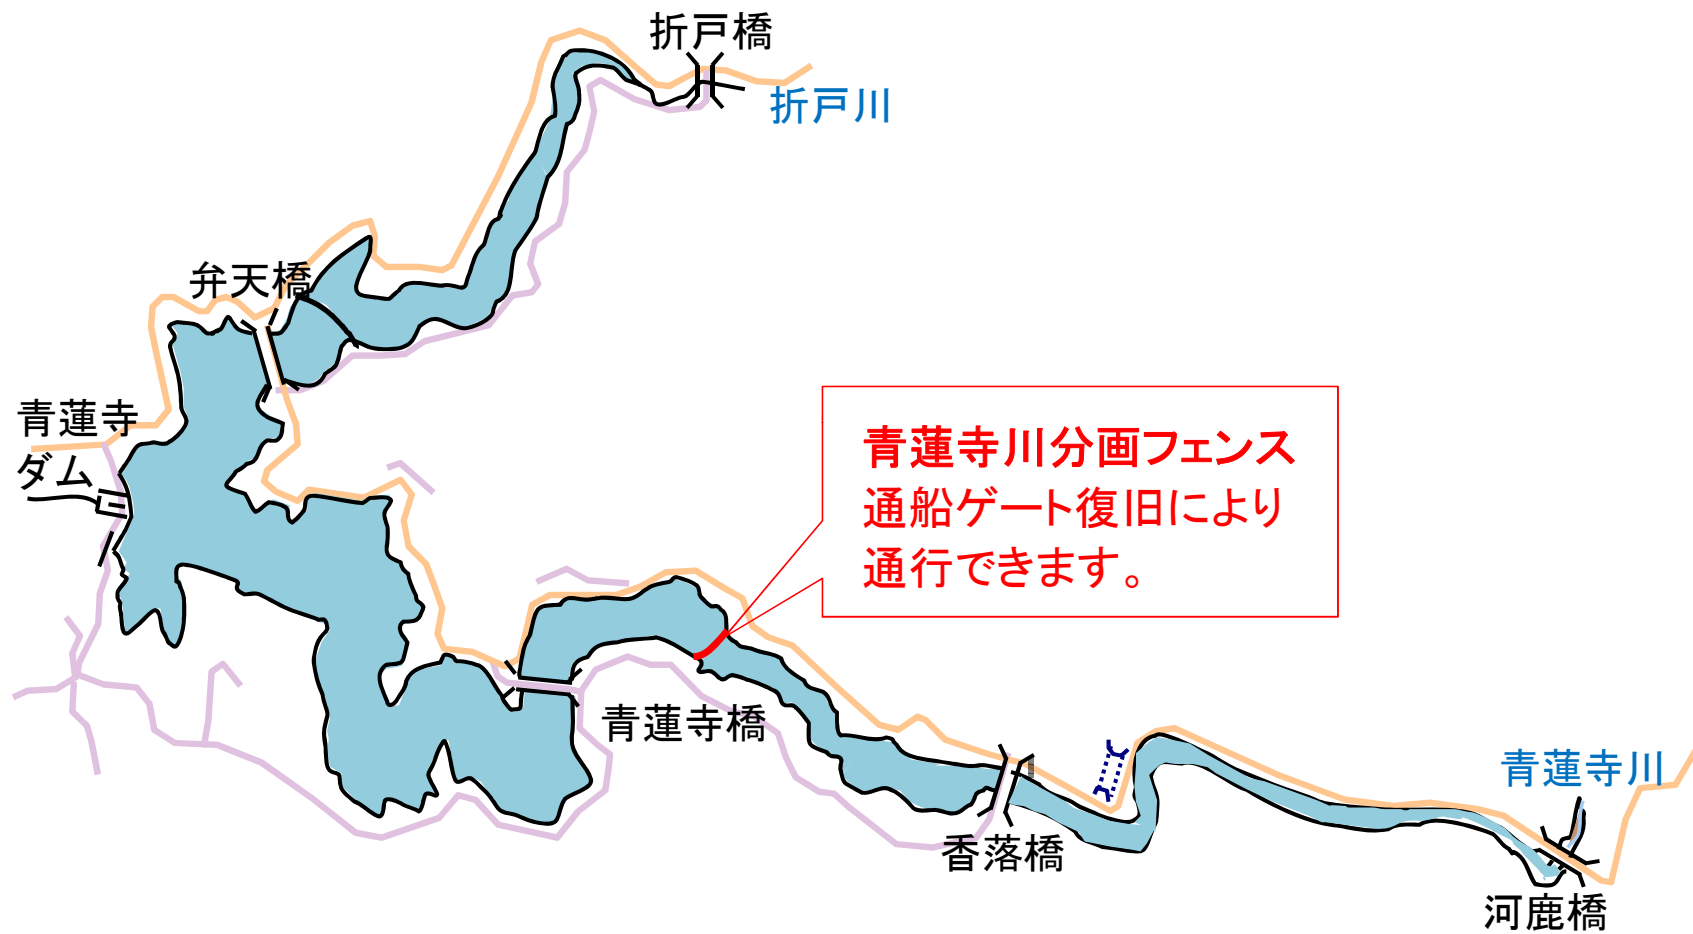 折戸橋
折戸川
弁天橋
青蓮寺
ダム
青蓮寺川分画フェンス
通船ゲート復旧により
通行できます。
青蓮寺橋
青蓮寺川
香落橋
河鹿橋